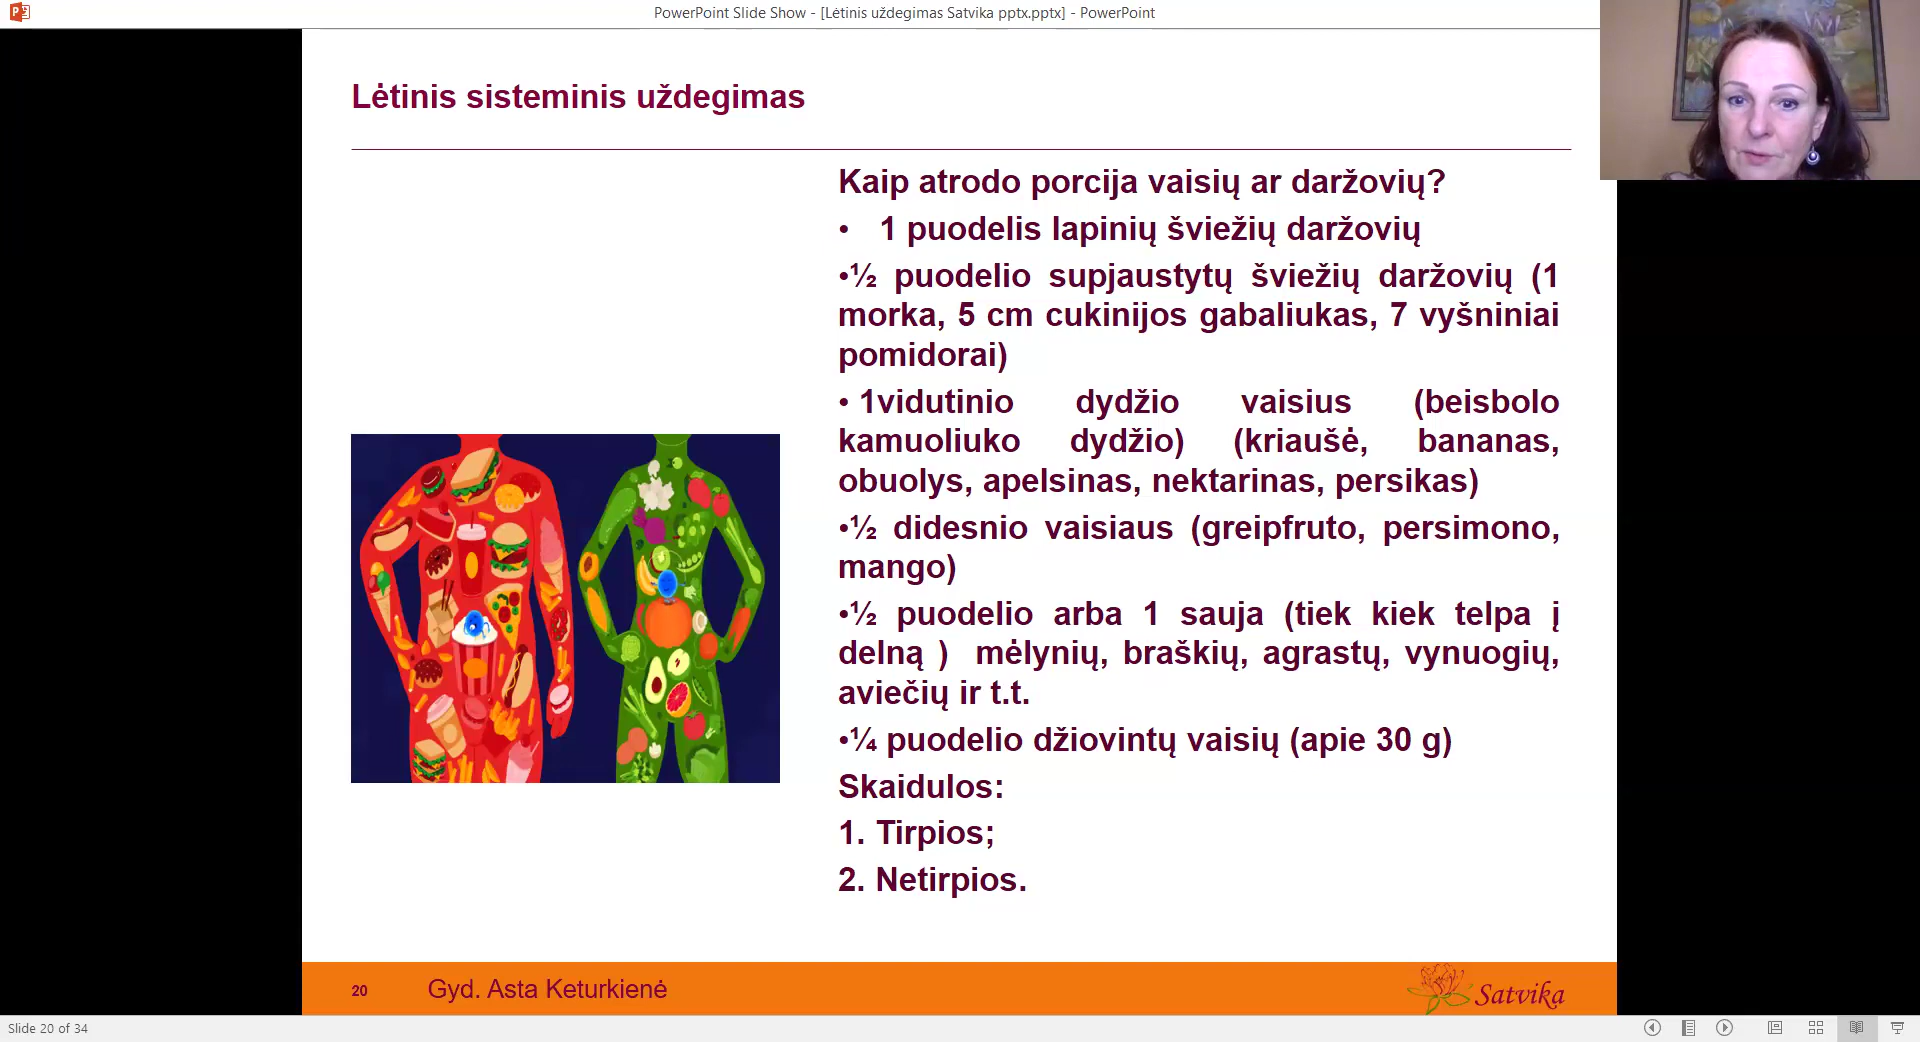 PowerPoint Slide Show - [Lėtinis uždegimas Satvika pptx.pptx] - PowerPoint
Lėtinis sisteminis uždegimas
Kaip atrodo porcija vaisių ar daržovių?
• 1 puodelis lapinių šviežių daržovių
•½ puodelio supjaustytų šviežių daržovių (1
morka, 5 cm cukinijos gabaliukas, 7 vyšniniai
pomidorai)
• 1vidutinio dydžio vaisius (beisbolo
kamuoliuko dydžio) (kriaušė, bananas,
obuolys, apelsinas, nektarinas, persikas)
•½ didesnio vaisiaus (greipfruto, persimono,
mango)
•½ puodelio arba 1 sauja (tiek kiek telpa į
delną ) mėlynių, braškių, agrastų, vynuogių,
aviečių ir t.t.
•¼ puodelio džiovintų vaisių (apie 30 g)
Skaidulos:
1. Tirpios;
2. Netirpios.
20 Gyd. Asta Keturkienė
Satvika
Slide 20 of 34